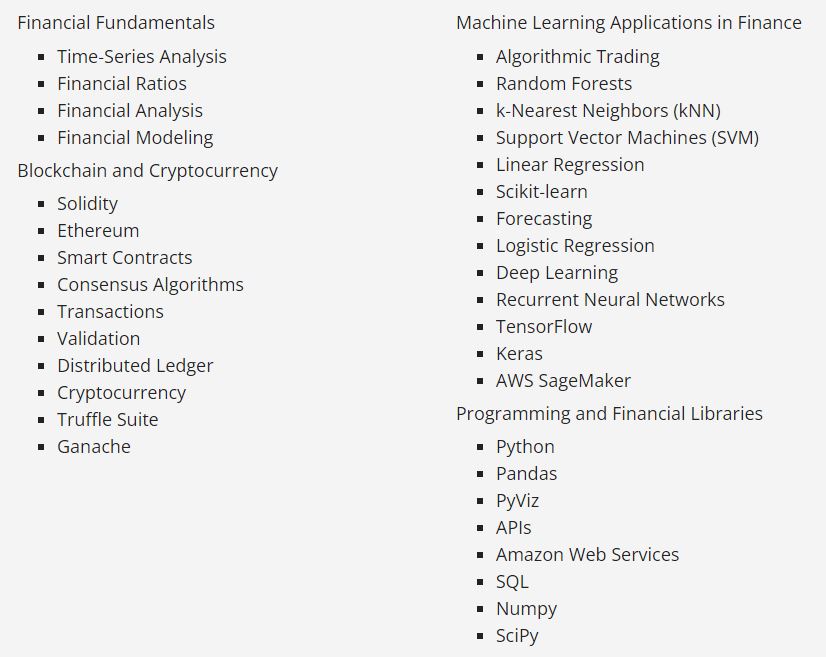 Financial Fundamentals
Time-Series Analysis
Financial Ratios
Financial Analysis
Financial Modeling
Blockchain and Cryptocurrency
Solidity
Ethereum
Smart Contracts
Consensus Algorithms
Transactions
Validation
Distributed Ledger
Cryptocurrency
Truffle Suite
Ganache
Machine Learning Applications in Finance
Algorithmic Trading
Random Forests
k-Nearest Neighbors (kNN)
Support Vector Machines (SVM)
Linear Regression
Scikit-learn
Forecasting
Logistic Regression
Deep Learning
Recurrent Neural Networks
TensorFlow
Keras
AWS SageMaker
Programming and Financial Libraries
Python
Pandas
PyViz
APIs
Amazon Web Services
SQL
Numpy
SciPy